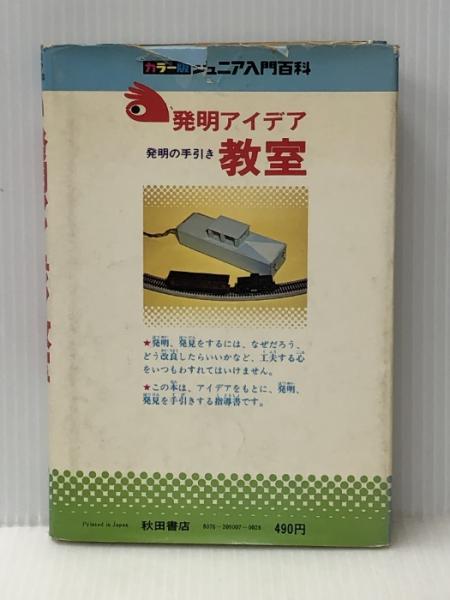 カラー版ジュニア入門百科
発明アイデア
発明の手引き 教室
★発明、発見をするには、なぜだろう、
どう改良したらいいかなど、工夫する心
をいつもわすれてはいけません。
★この本は、アイデアをもとに、発明、
発見を手引きする指導書です。
Printed in Japan 秋田書店 8376-205007-0028 490円